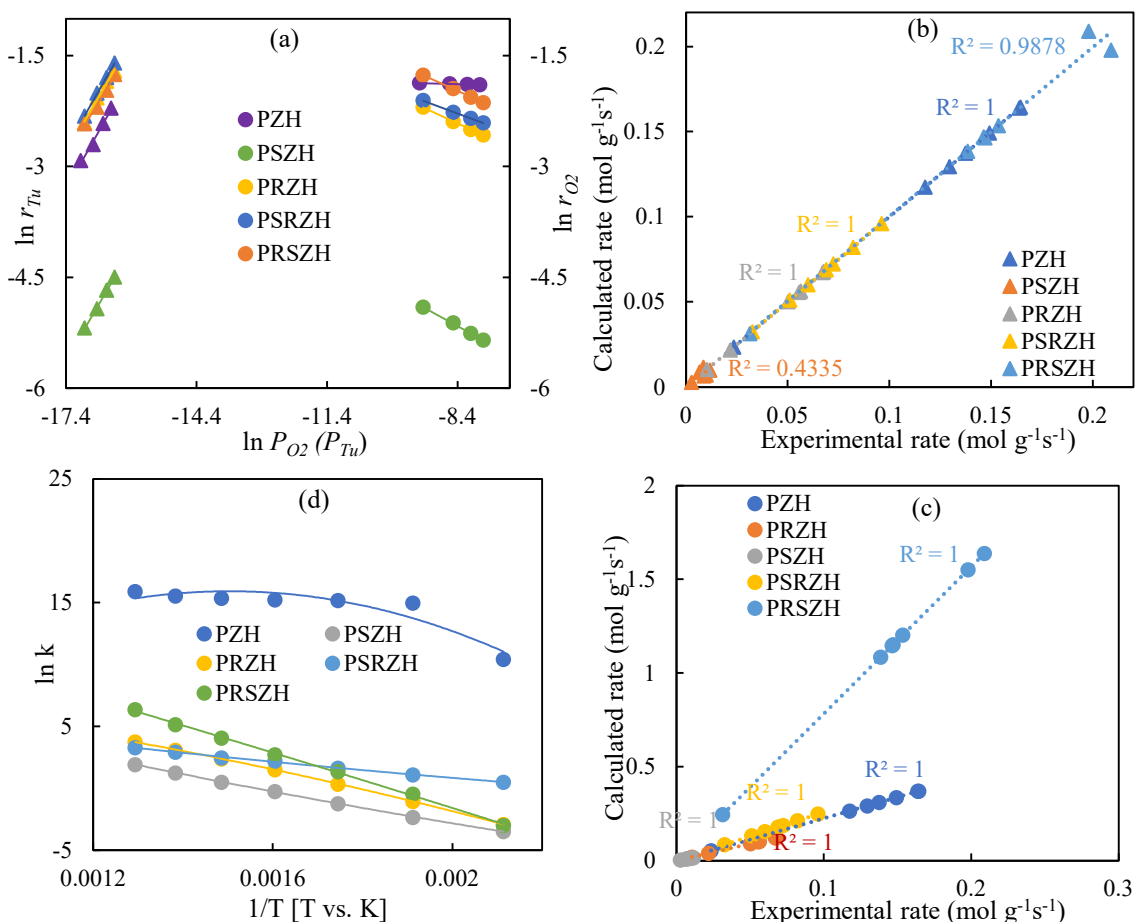 (a)
-1.5
-3
-4.5
-6
ln r_Tu
-1.5
-3
-4.5
-6
ln r_O2
PZH
PSZH
PRZH
PSRZH
PRSZH
-17.4 -14.4 -11.4 -8.4
ln P_O2 (P_Tu)
(b)
0.2
0.1
0.05
0
Calculated rate (mol g⁻¹s⁻¹)
R² = 0.9878
R² = 1
R² = 1
R² = 1
R² = 0.4335
PZH
PSZH
PRZH
PSRZH
PRSZH
0 0.05 0.1 0.15 0.2
Experimental rate (mol g⁻¹s⁻¹)
(d)
25
15
5
-5
ln k
PZH PSZH
PRZH PSRZH
PRSZH
0.0012 0.0016 0.002
1/T [T vs. K]
(c)
2
1.5
1
0.5
0
Calculated rate (mol g⁻¹s⁻¹)
PZH
PRZH
PSZH
PSRZH
PRSZH
R² = 1
R² = 1
R² = 1
R² = 1
R² = 1
0 0.1 0.2 0.3
Experimental rate (mol g⁻¹s⁻¹)